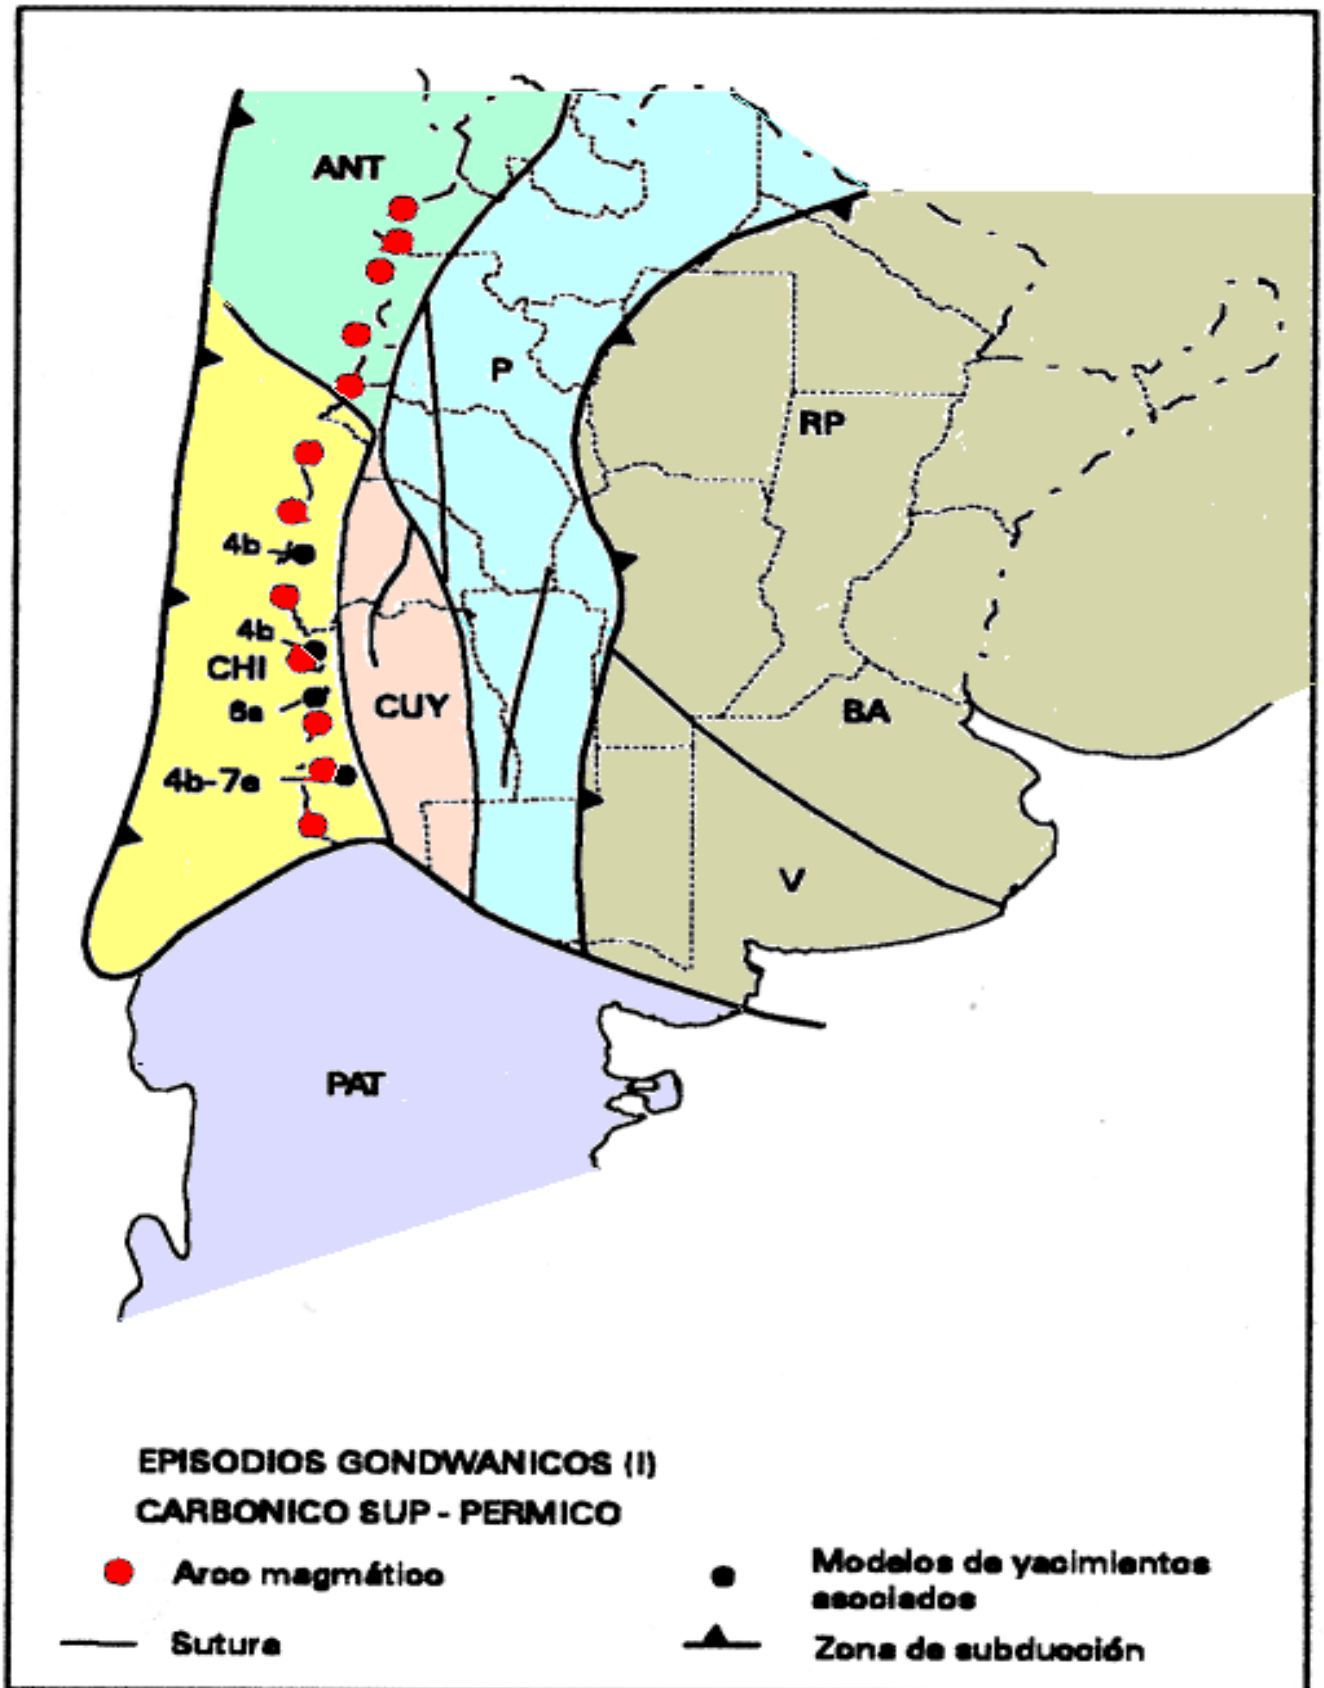 ANT
P
RP
4b
4b
CHI
6a
CUY
BA
4b-7e
V
PAT
EPISODIOS GONDWANICOS (I)
CARBONICO SUP - PERMICO
Arco magmático
Modelos de yacimientos
asociados
Sutura
Zona de subducción